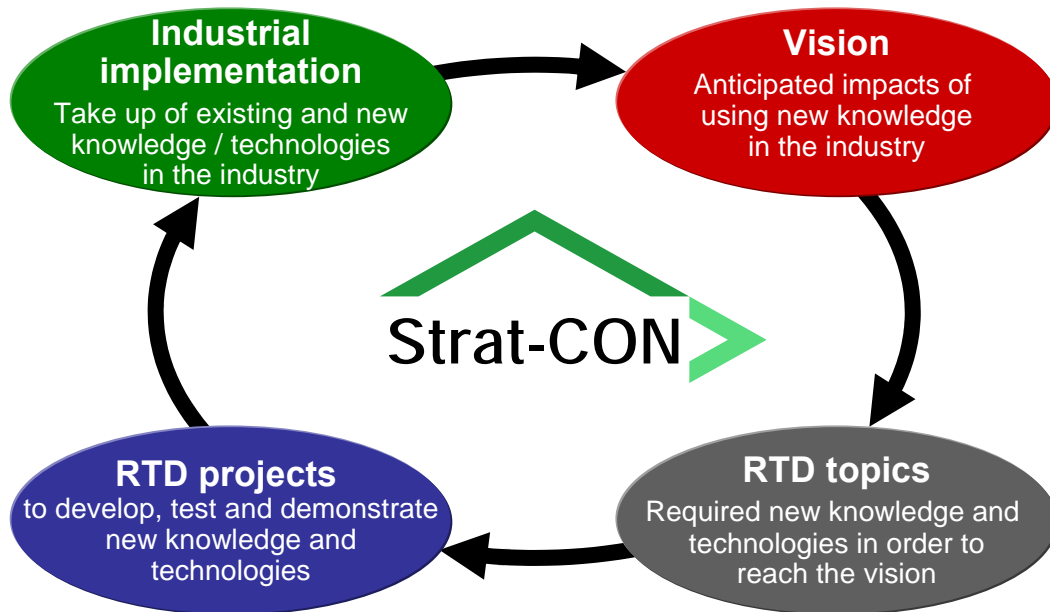 Industrial
implementation
Take up of existing and new
knowledge / technologies
in the industry
Vision
Anticipated impacts of
using new knowledge
in the industry
Strat-CON
RTD projects
to develop, test and demonstrate
new knowledge and
technologies
RTD topics
Required new knowledge and
technologies in order to
reach the vision